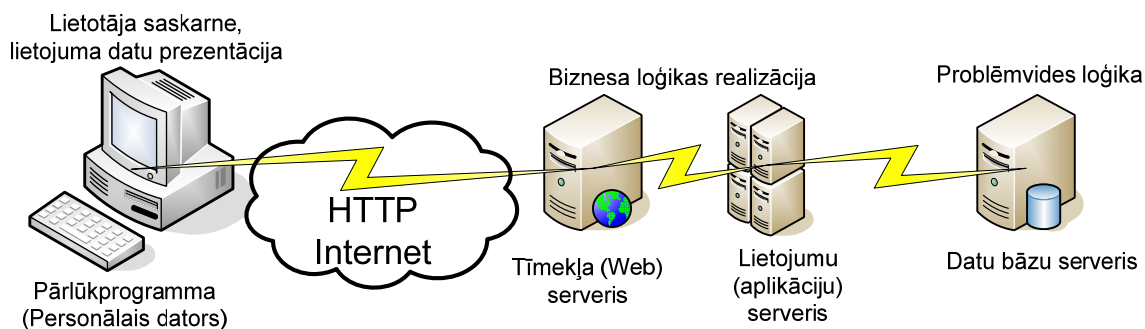 Lietotāja saskarne,
lietojuma datu prezentācija
Pārlūkprogramma
(Personālais dators)
HTTP
Internet
Biznesa loģikas realizācija
Tīmekļa (Web)
serveris
Lietojumu
(aplikāciju)
serveris
Problēmvides loģika
Datu bāzu serveris